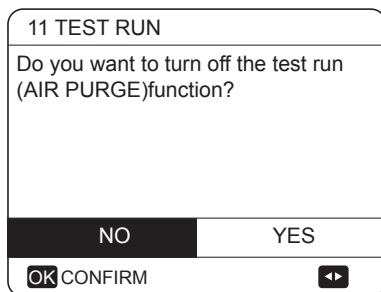 11 TEST RUN
Do you want to turn off the test run
(AIR PURGE)function?
NO YES
OK CONFIRM